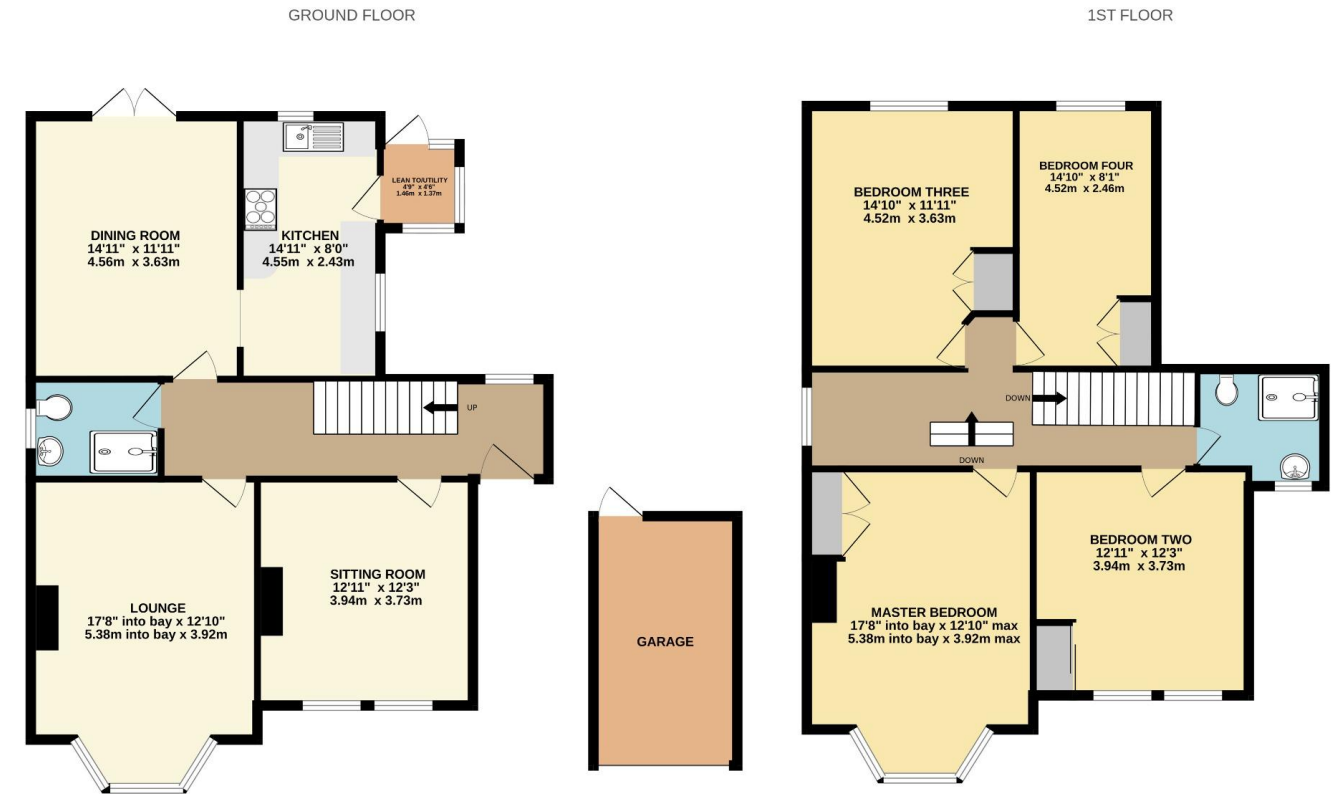 GROUND FLOOR
1ST FLOOR
DINING ROOM
14'11" x 11'11"
4.56m x 3.63m
KITCHEN
14'11" x 8'0"
4.55m x 2.43m
LEAN TO/UTILITY
4'9" x 4'6"
1.46m x 1.37m
UP
LOUNGE
17'8" into bay x 12'10"
5.38m into bay x 3.92m
SITTING ROOM
12'11" x 12'3"
3.94m x 3.73m
GARAGE
BEDROOM THREE
14'10" x 11'11"
4.52m x 3.63m
BEDROOM FOUR
14'10" x 8'1"
4.52m x 2.46m
DOWN
DOWN
MASTER BEDROOM
17'8" into bay x 12'10" max
5.38m into bay x 3.92m max
BEDROOM TWO
12'11" x 12'3"
3.94m x 3.73m